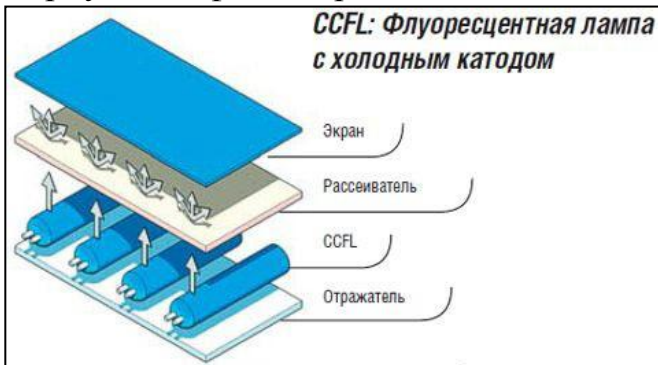 CCFL: Флуоресцентная лампа
с холодным катодом
Экран
Рассеиватель
CCFL
Отражатель